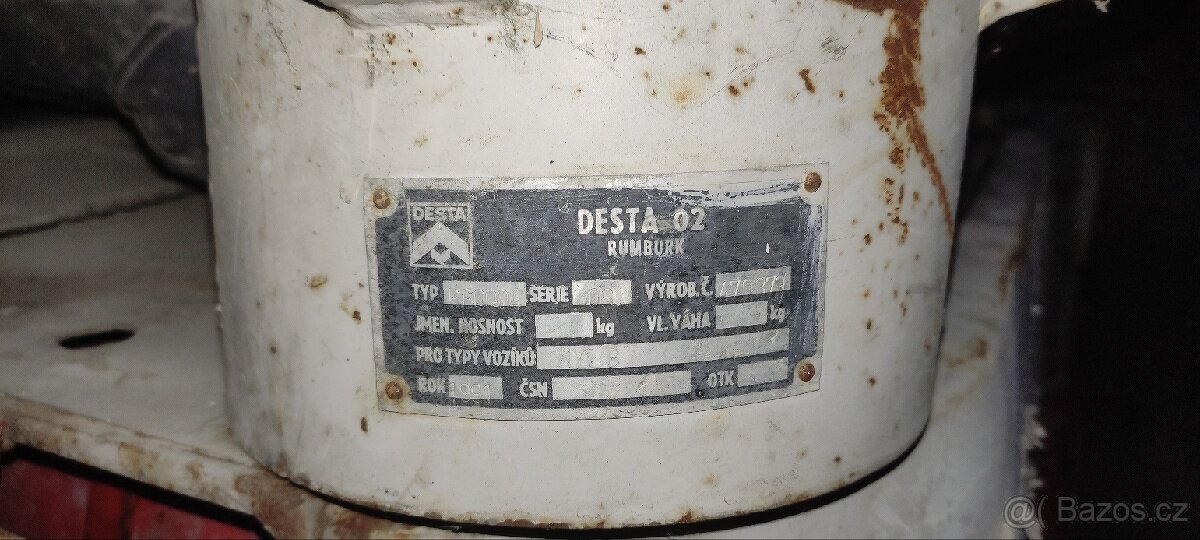 DESTA
DESTA 02
RUMBURK
TYP SERIE VÝROB. Č.
JMEN. NOSNOST kg VL. VÁHA kg
PRO TYPY VOZÍKŮ
ROK ČSN OTK
Bazos.cz